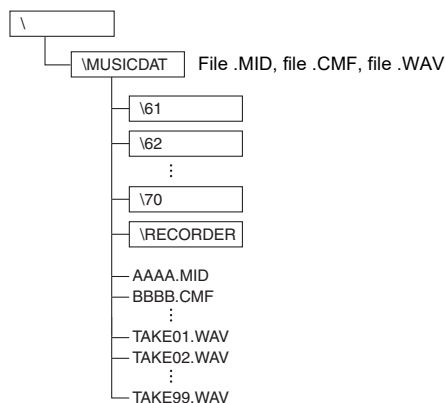 \
\MUSICDAT File .MID, file .CMF, file .WAV
\61
\62
⋮
\70
\RECORDER
AAAA.MID
BBBB.CMF
⋮
TAKE01.WAV
TAKE02.WAV
⋮
TAKE99.WAV